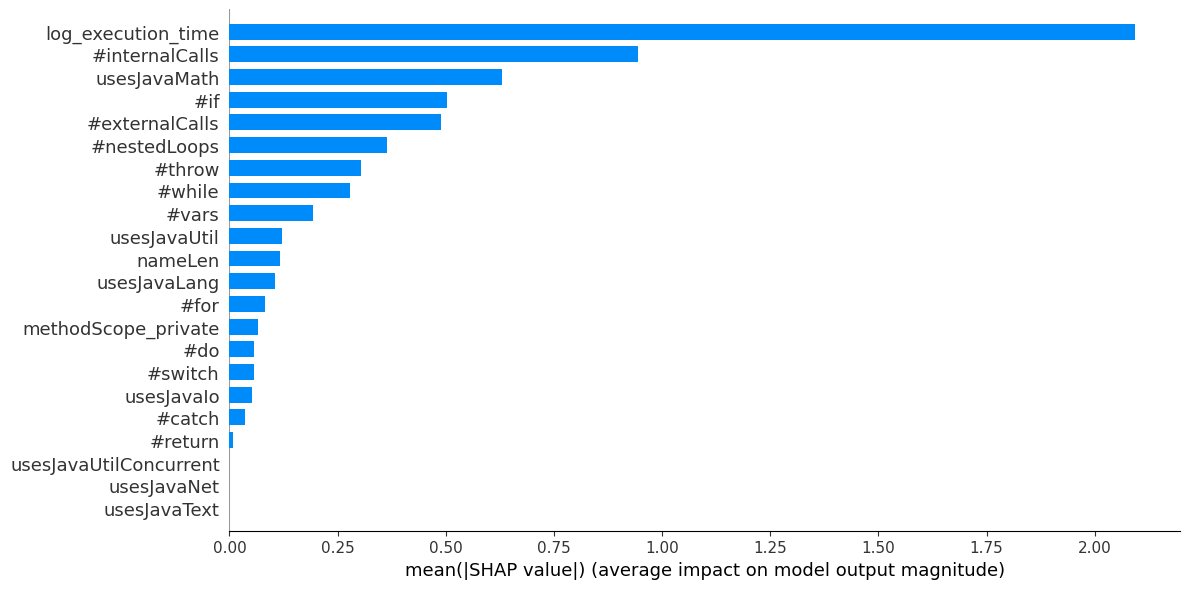 log_execution_time
#internalCalls
usesJavaMath
#if
#externalCalls
#nestedLoops
#throw
#while
#vars
usesJavaUtil
nameLen
usesJavaLang
#for
methodScope_private
#do
#switch
usesJavaIo
#catch
#return
usesJavaUtilConcurrent
usesJavaNet
usesJavaText
0.00 0.25 0.50 0.75 1.00 1.25 1.50 1.75 2.00
mean(|SHAP value|) (average impact on model output magnitude)